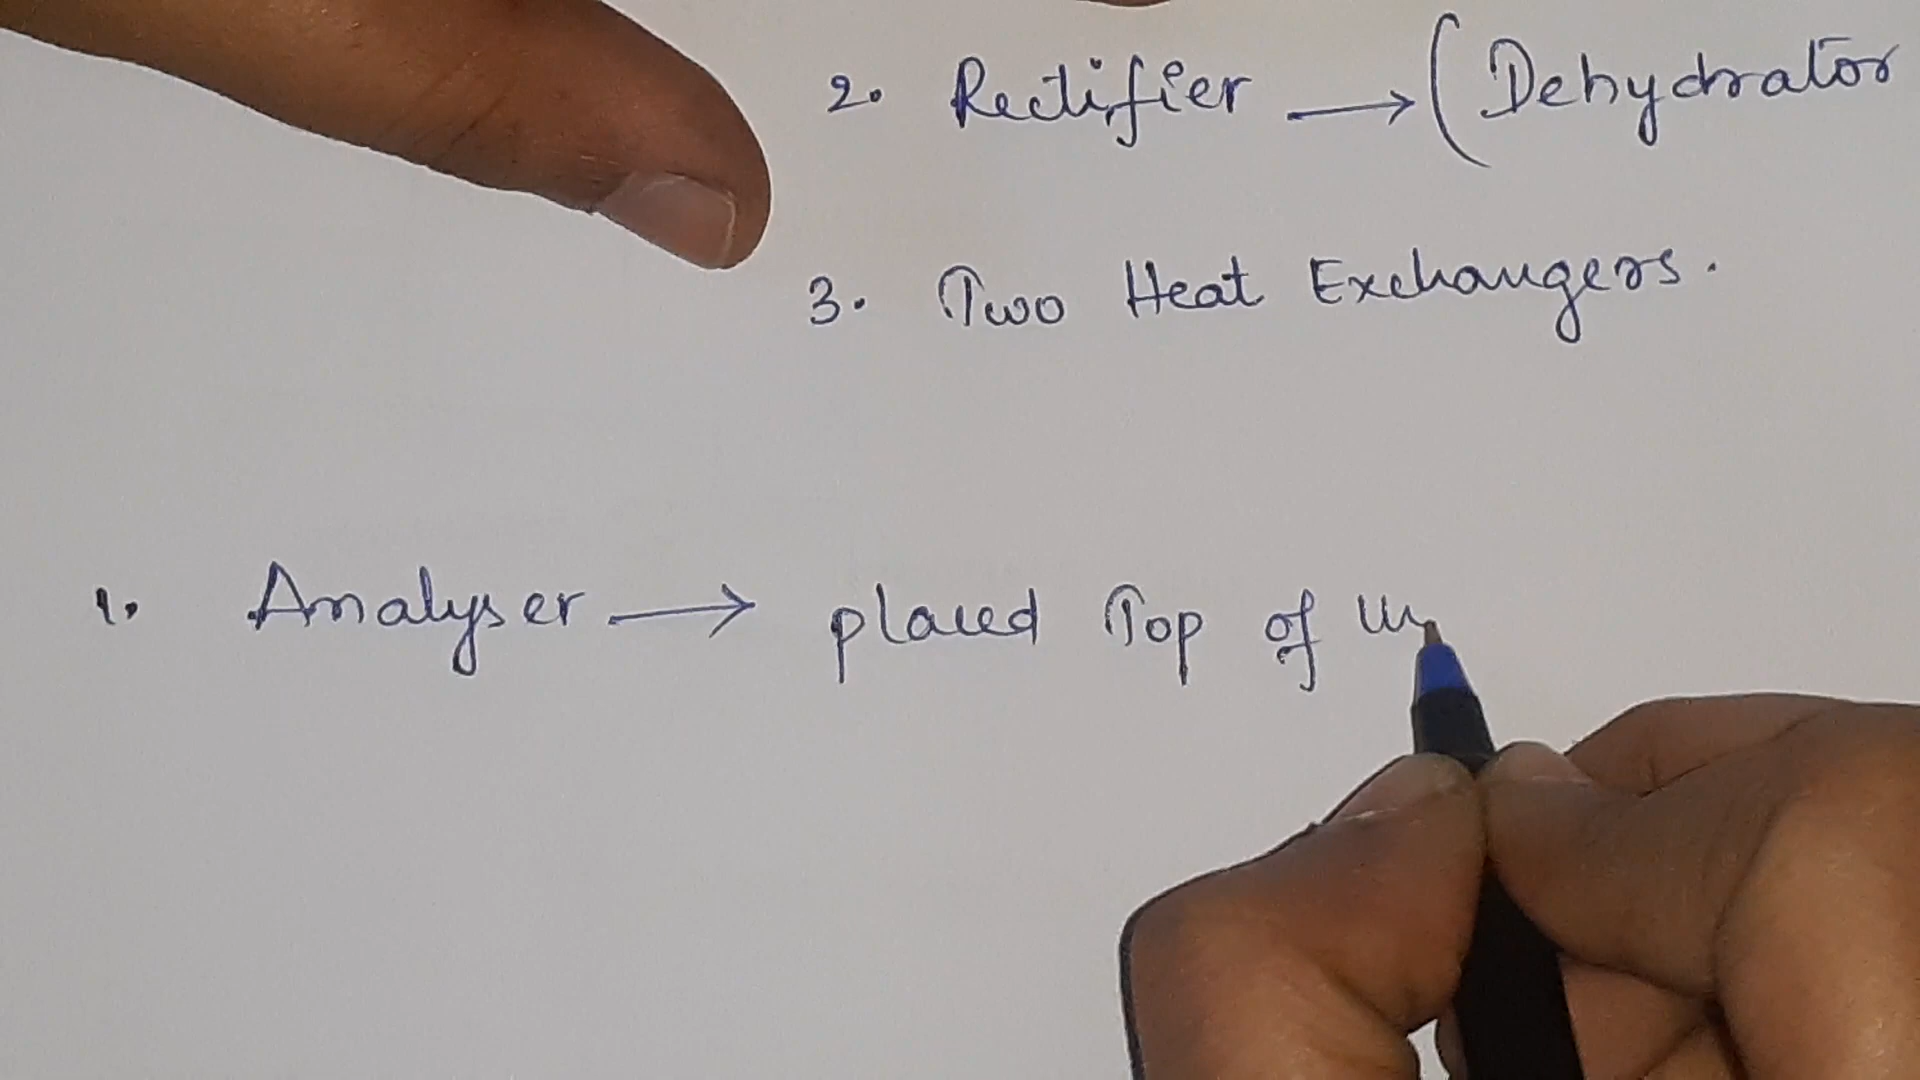 2. Rectifier → (Dehydrator
3. Two Heat Exchangers.
1. Analyser → placed Top of